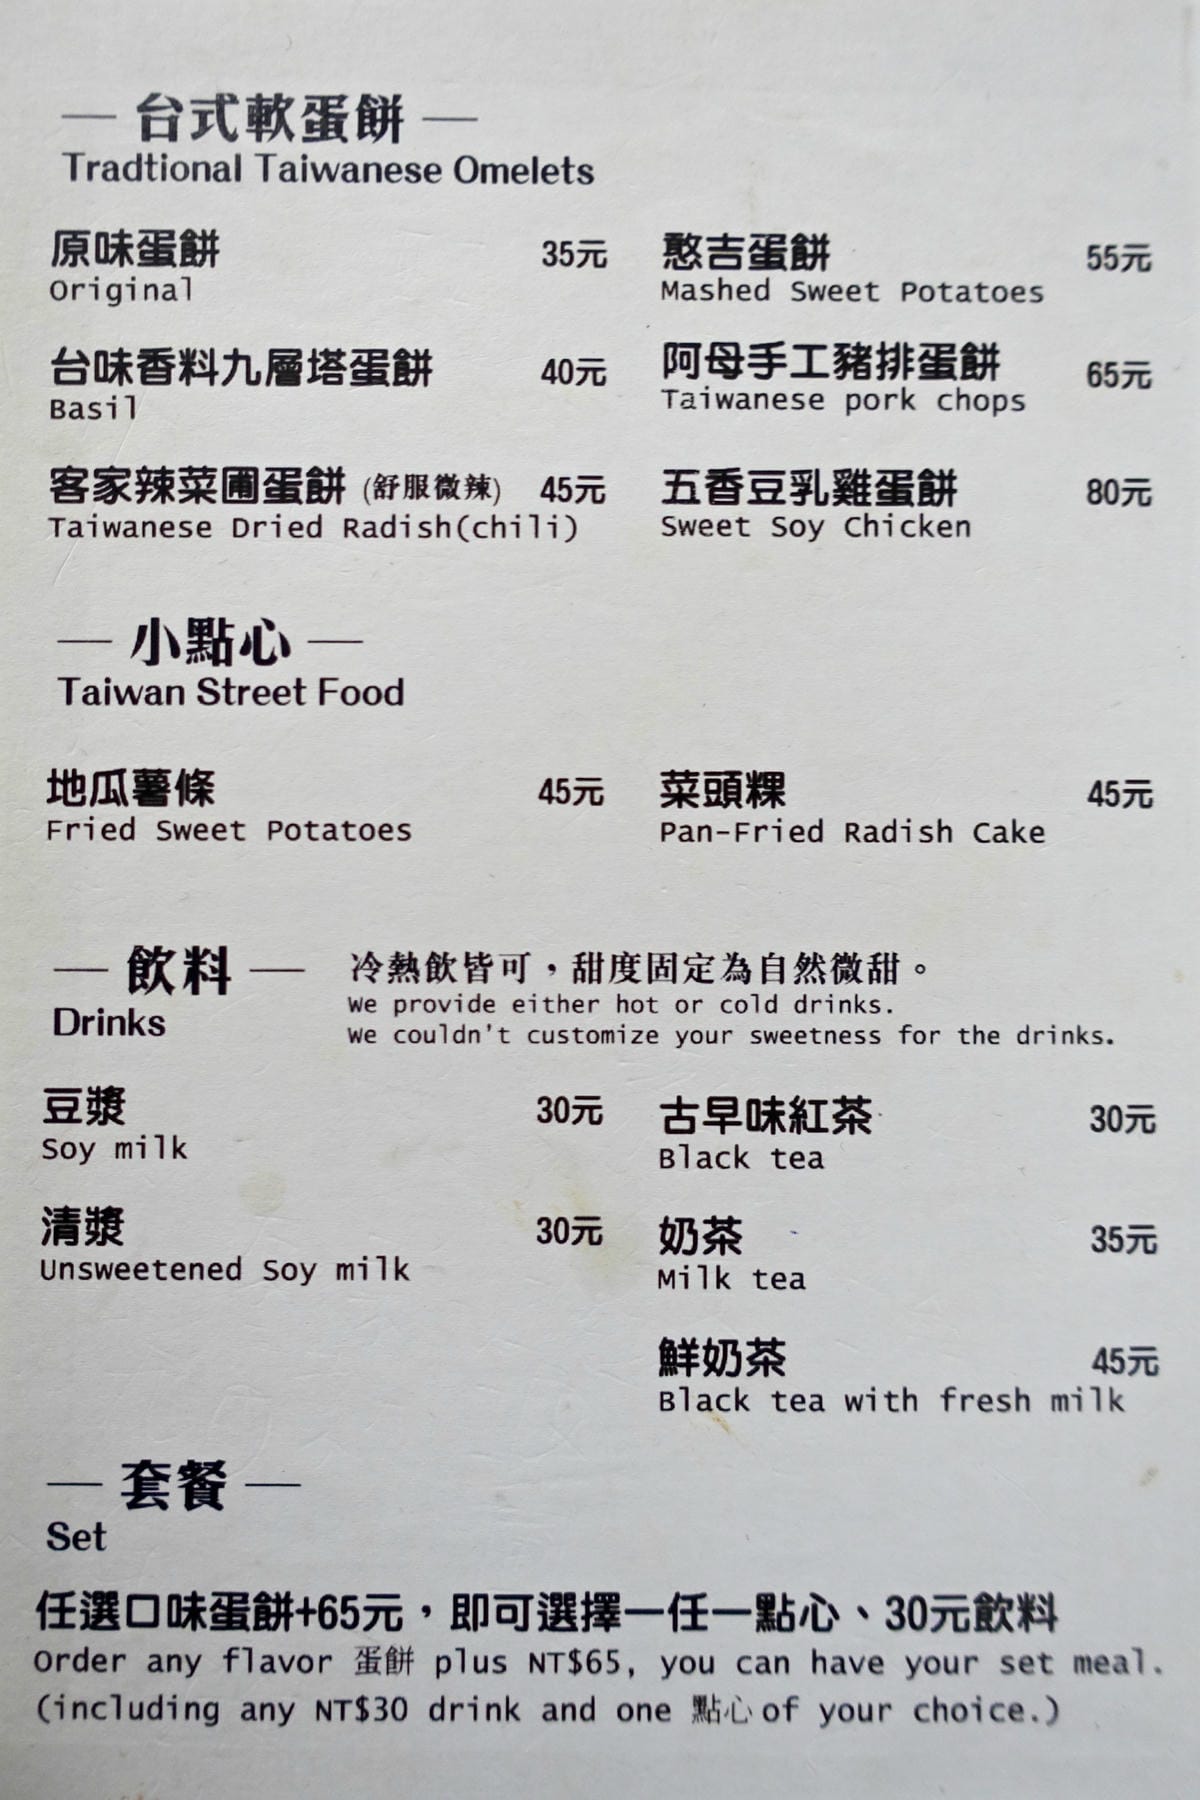 台式軟蛋餅
Tradtional Taiwanese Omelets
原味蛋餅 35元
Original
台味香料九層塔蛋餅 40元
Basil
客家辣菜圃蛋餅 (舒服微辣) 45元
Taiwanese Dried Radish(chili)
憨吉蛋餅 55元
Mashed Sweet Potatoes
阿母手工豬排蛋餅 65元
Taiwanese pork chops
五香豆乳雞蛋餅 80元
Sweet Soy Chicken
小點心
Taiwan Street Food
地瓜薯條 45元
Fried Sweet Potatoes
菜頭粿 45元
Pan-Fried Radish Cake
飲料
Drinks
冷熱飲皆可，甜度固定為自然微甜。
We provide either hot or cold drinks.
We couldn't customize your sweetness for the drinks.
豆漿 30元
Soy milk
清漿 30元
Unsweetened Soy milk
古早味紅茶 30元
Black tea
奶茶 35元
Milk tea
鮮奶茶 45元
Black tea with fresh milk
套餐
Set
任選口味蛋餅+65元，即可選擇一任一點心、30元飲料
Order any flavor 蛋餅 plus NT$65, you can have your set meal.
(including any NT$30 drink and one 點心 of your choice.)